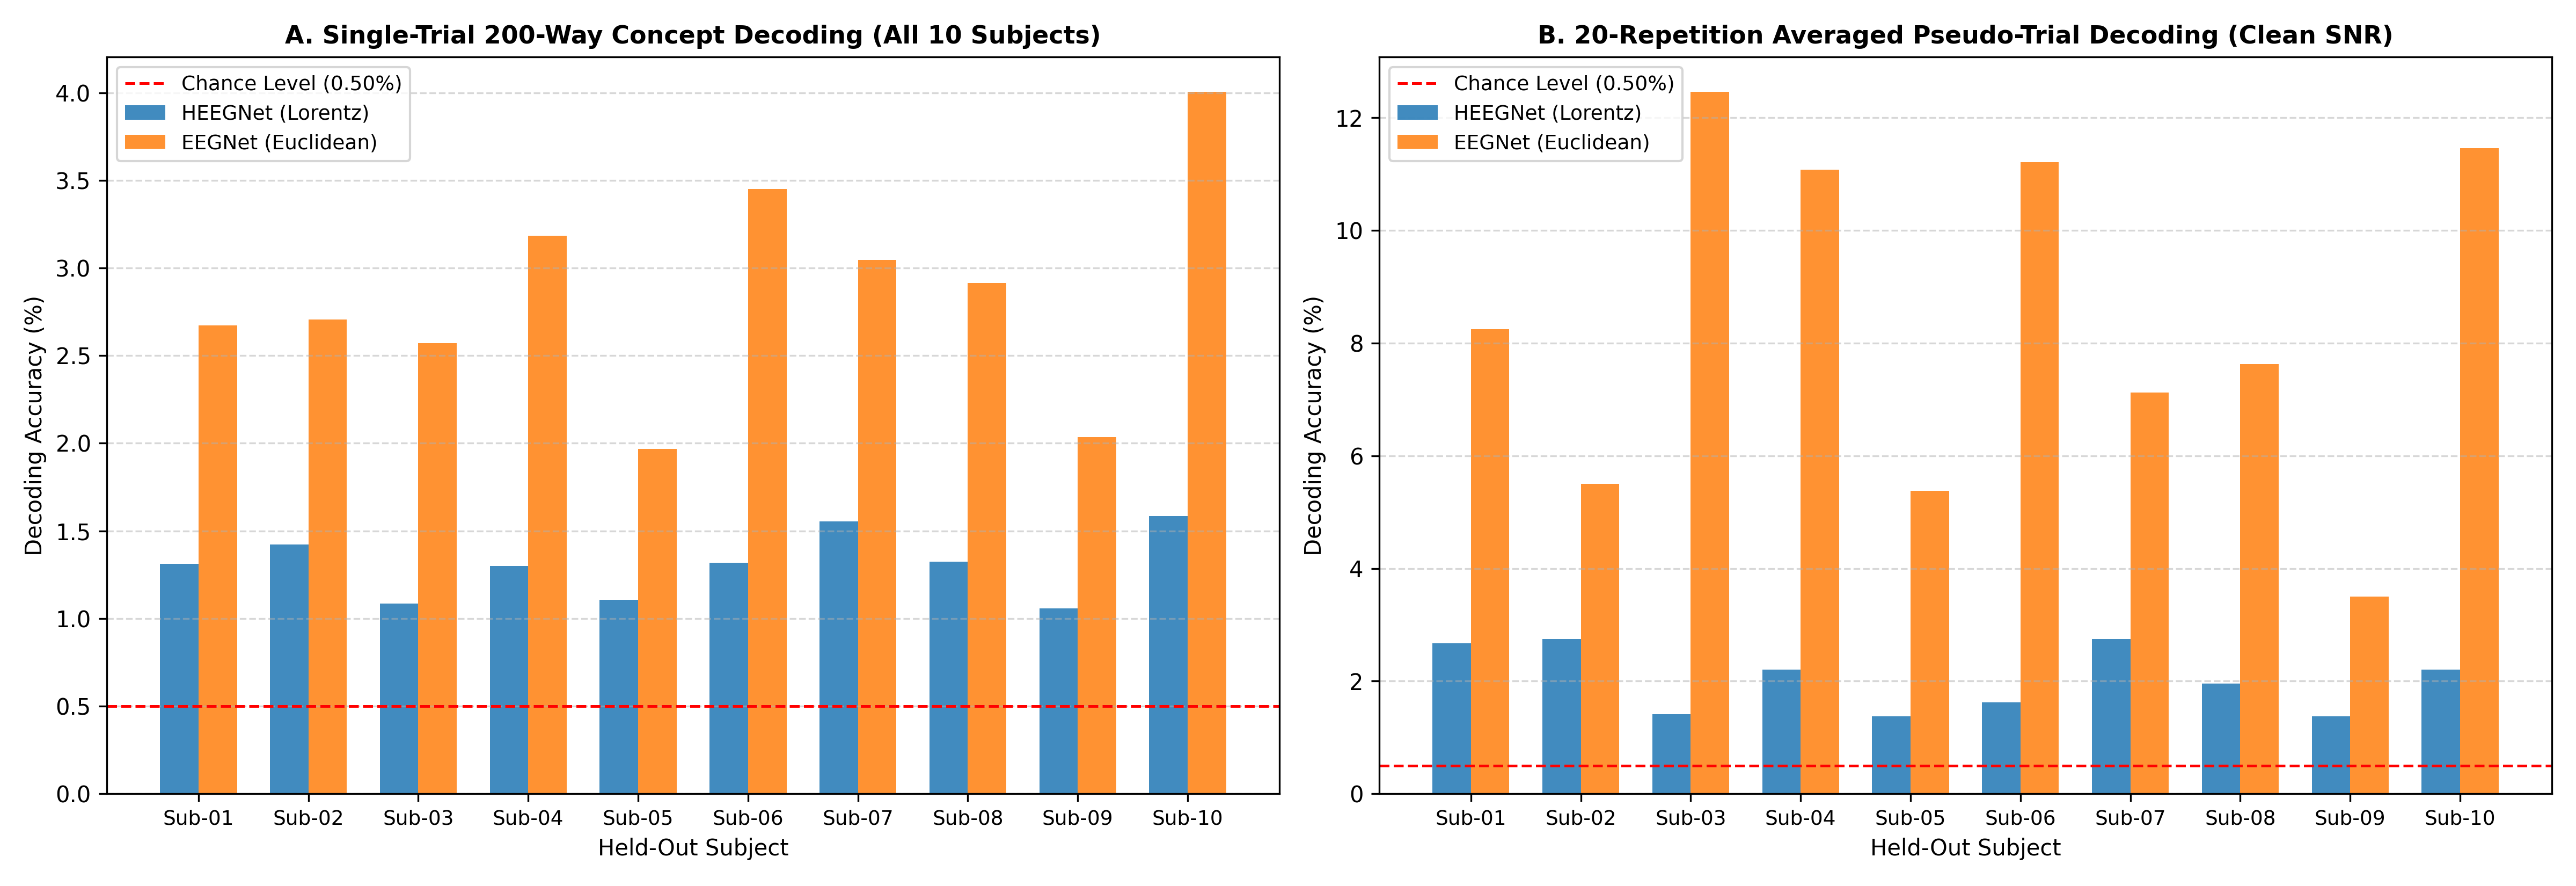 A. Single-Trial 200-Way Concept Decoding (All 10 Subjects)
Chance Level (0.50%)
HEEGNet (Lorentz)
EEGNet (Euclidean)
4.0
3.5
3.0
2.5
2.0
1.5
1.0
0.5
0.0
Decoding Accuracy (%)
Sub-01 Sub-02 Sub-03 Sub-04 Sub-05 Sub-06 Sub-07 Sub-08 Sub-09 Sub-10
Held-Out Subject
B. 20-Repetition Averaged Pseudo-Trial Decoding (Clean SNR)
Chance Level (0.50%)
HEEGNet (Lorentz)
EEGNet (Euclidean)
12
10
8
6
4
2
0
Decoding Accuracy (%)
Sub-01 Sub-02 Sub-03 Sub-04 Sub-05 Sub-06 Sub-07 Sub-08 Sub-09 Sub-10
Held-Out Subject